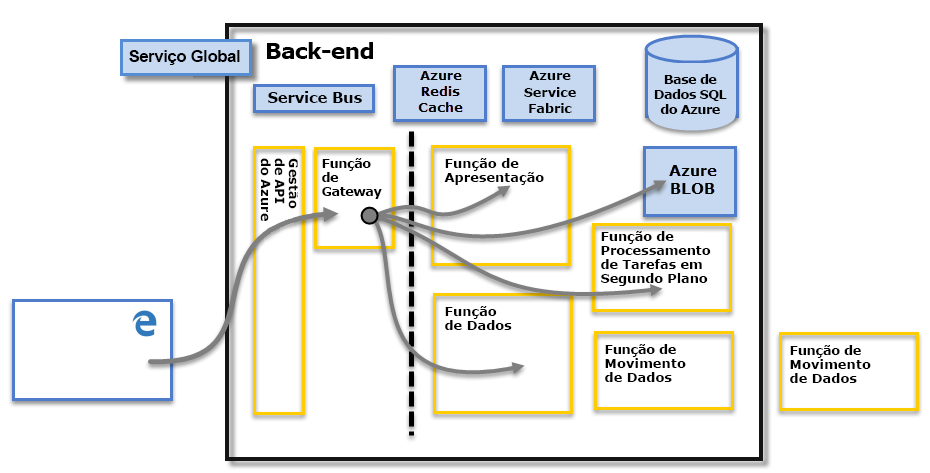 Serviço Global
Back-end
Service Bus
Azure
Redis
Cache
Azure
Service
Fabric
Base de
Dados SQL
do Azure
Gestão
de API
do Azure
Função
de
Gateway
Função de
Apresentação
Azure
BLOB
Função de
Processamento
de Tarefas em
Segundo Plano
Função
de Dados
Função de
Movimento
de Dados
Função de
Movimento
de Dados